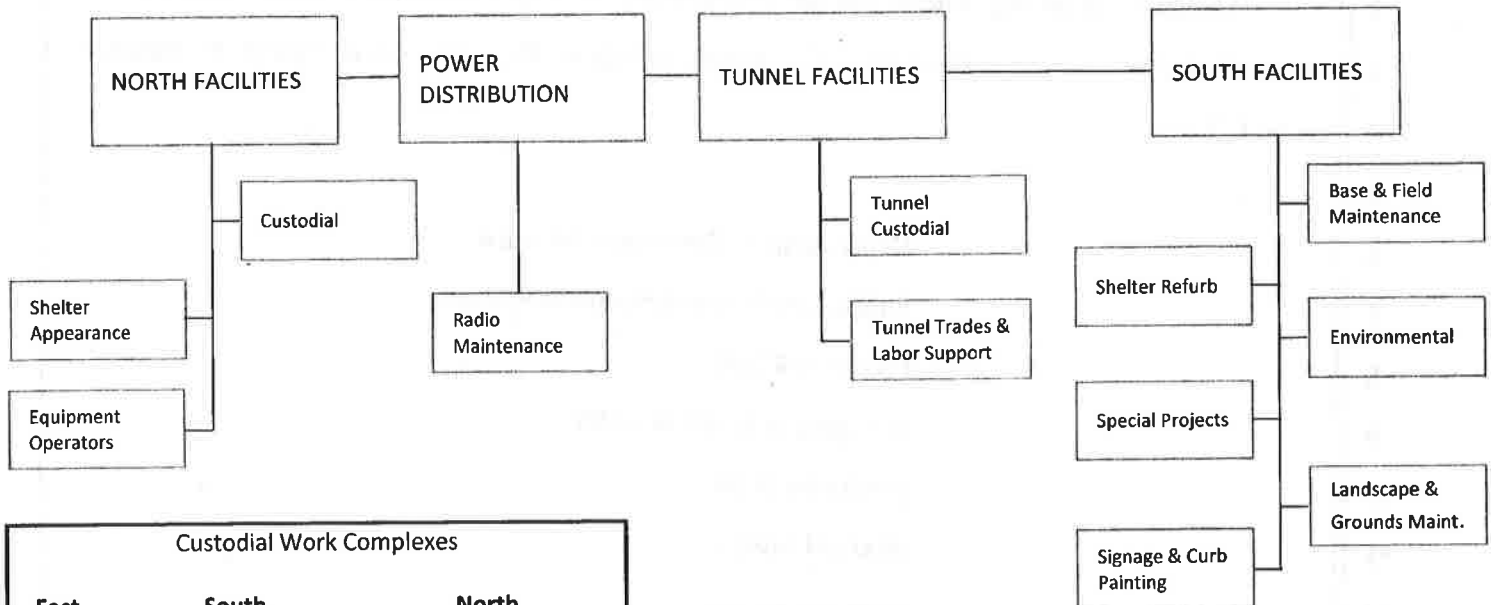 NORTH FACILITIES
POWER
DISTRIBUTION
TUNNEL FACILITIES
SOUTH FACILITIES
Custodial
Shelter
Appearance
Equipment
Operators
Radio
Maintenance
Tunnel
Custodial
Tunnel Trades &
Labor Support
Base & Field
Maintenance
Shelter Refurb
Environmental
Special Projects
Landscape &
Grounds Maint.
Signage & Curb
Painting
Custodial Work Complexes
East South North